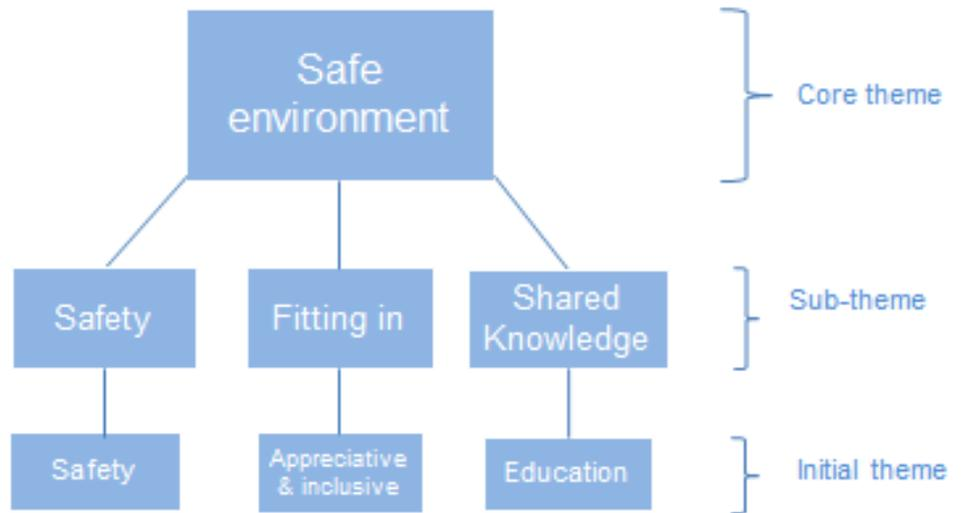 Safe
environment
Core theme
Safety
Fitting in
Shared
Knowledge
Sub-theme
Safety
Appreciative
& inclusive
Education
Initial theme